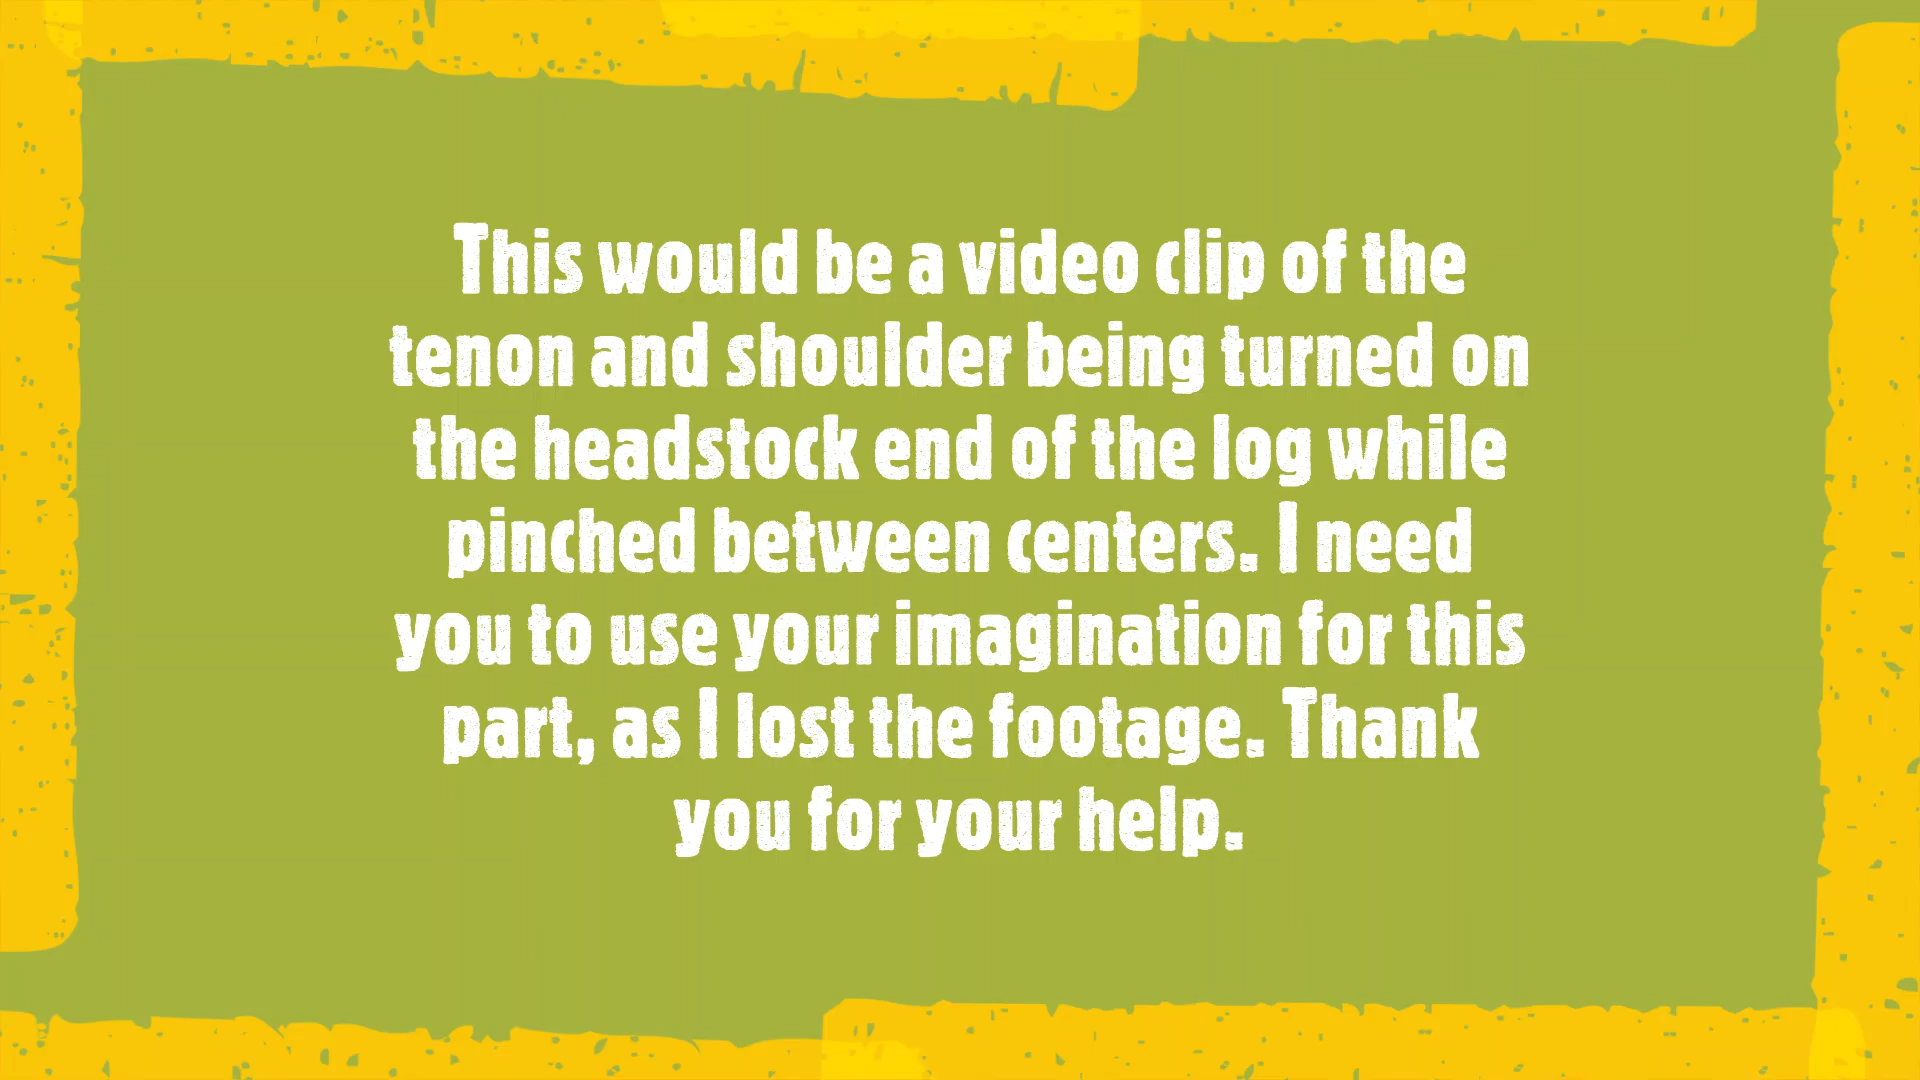 This would be a video clip of the
tenon and shoulder being turned on
the headstock end of the log while
pinched between centers. I need
you to use your imagination for this
part, as I lost the footage. Thank
you for your help.